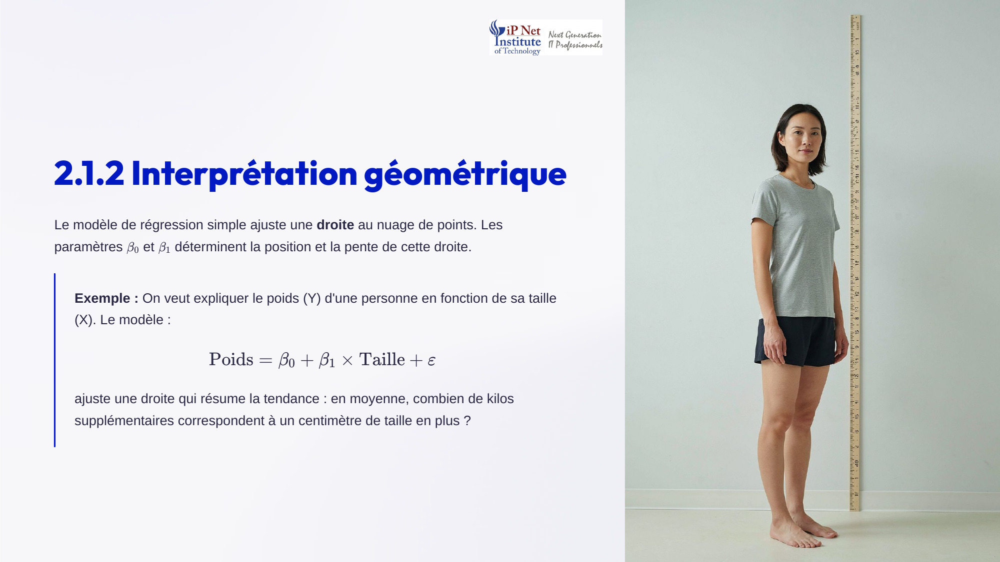 iP Net
Institute
of Technology
Next Generation
IT Professionnels
2.1.2 Interprétation géométrique
Le modèle de régression simple ajuste une droite au nuage de points. Les
paramètres β₀ et β₁ déterminent la position et la pente de cette droite.
Exemple : On veut expliquer le poids (Y) d'une personne en fonction de sa taille
(X). Le modèle :
Poids = β₀ + β₁ × Taille + ε
ajuste une droite qui résume la tendance : en moyenne, combien de kilos
supplémentaires correspondent à un centimètre de taille en plus ?